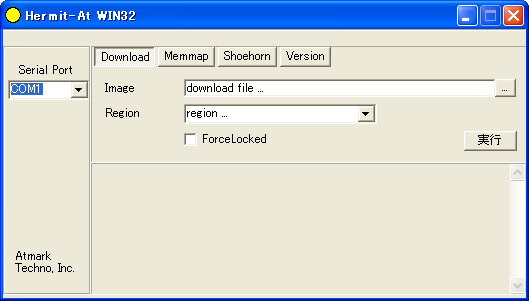 Hermit-At WIN32
Serial Port
COM1
Download Memmap Shoehorn Version
Image download file ... ...
Region region ...
ForceLocked
実行
Atmark
Techno, Inc.